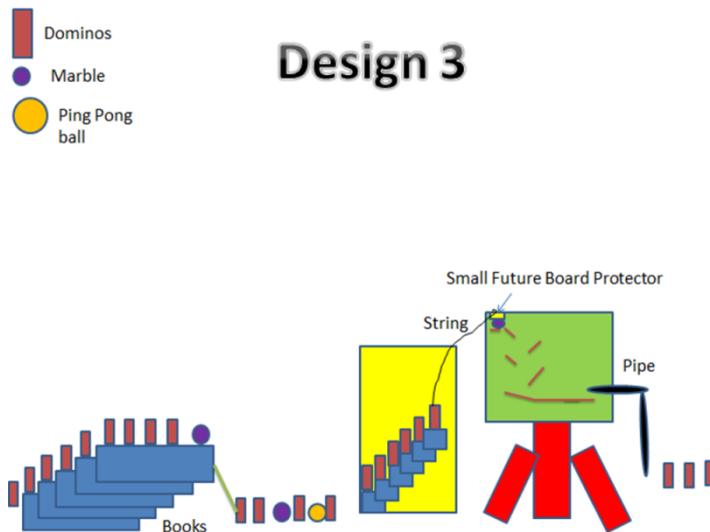 Dominos
Design 3
Marble
Ping Pong
ball
Small Future Board Protector
String
Pipe
Books